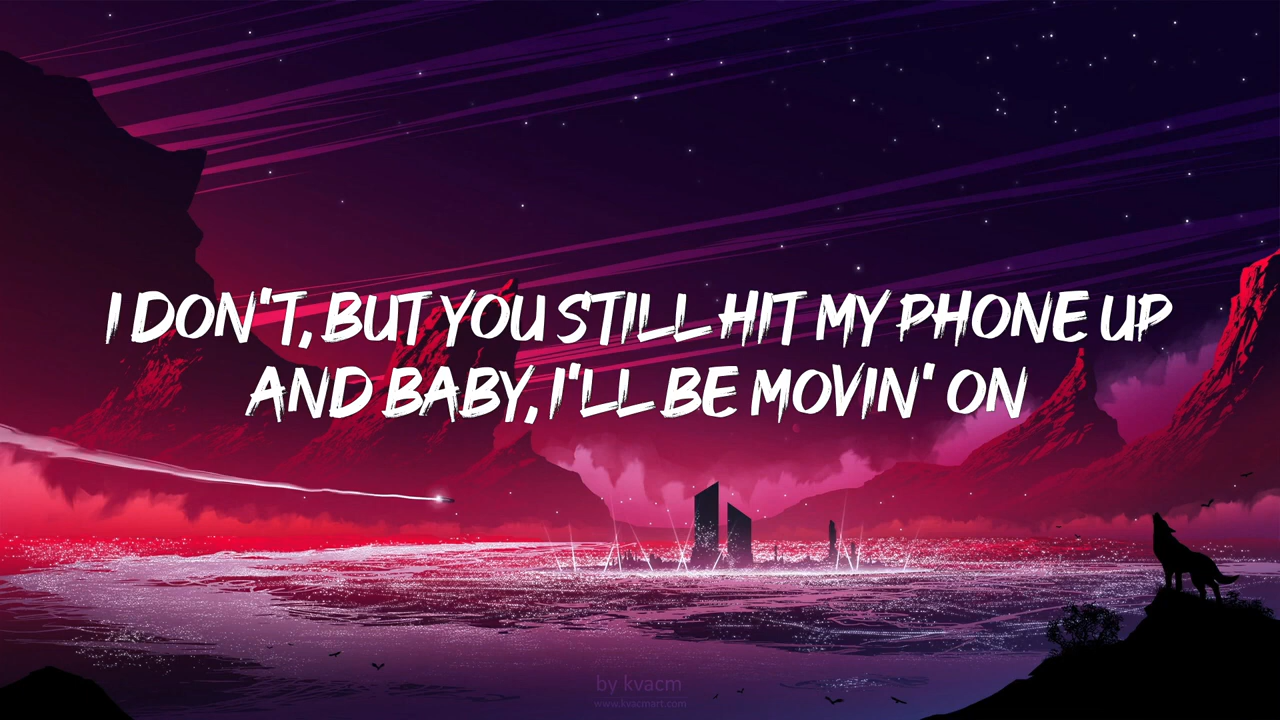 I DON'T, BUT YOU STILL HIT MY PHONE UP
AND BABY, I'LL BE MOVIN' ON
by kvacm
www.kvacmart.com